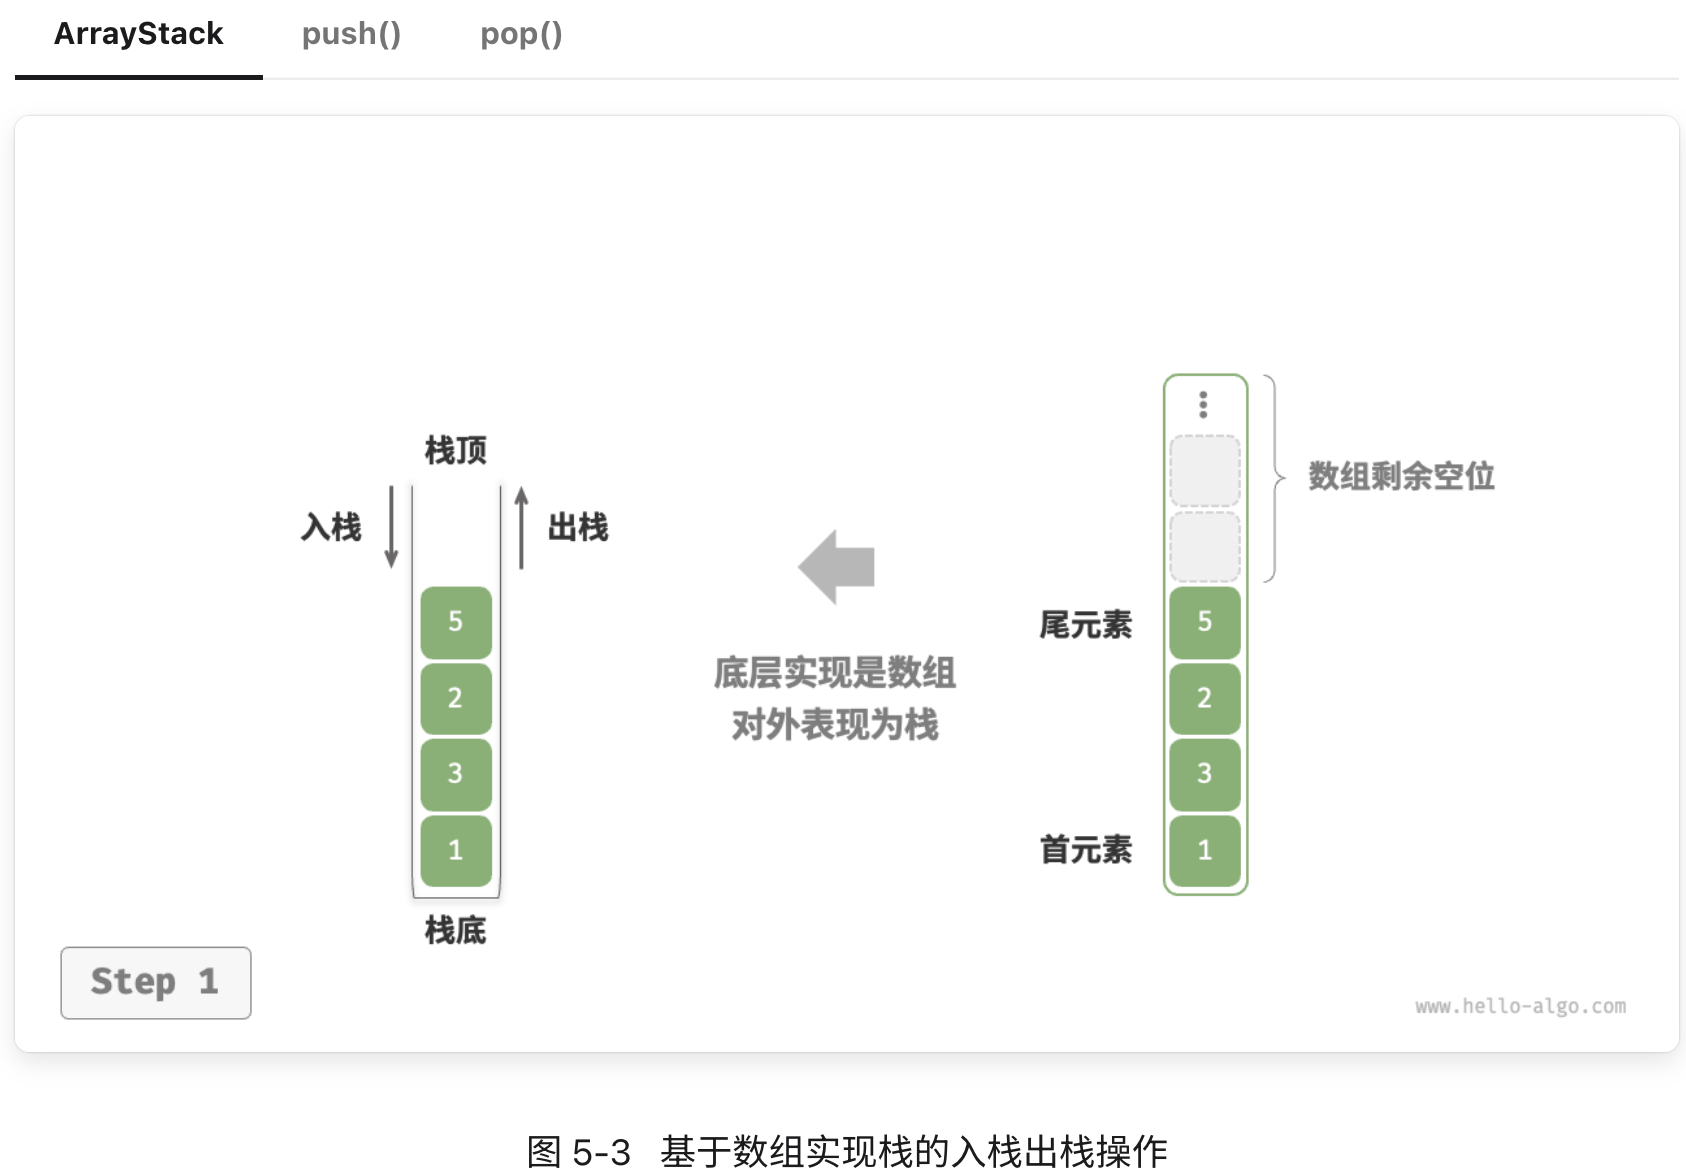 ArrayStack push() pop()
栈顶
入栈 出栈
5
2
3
1
栈底
底层实现是数组
对外表现为栈
数组剩余空位
尾元素 5
2
3
首元素 1
Step 1
www.hello-algo.com
图 5-3 基于数组实现栈的入栈出栈操作